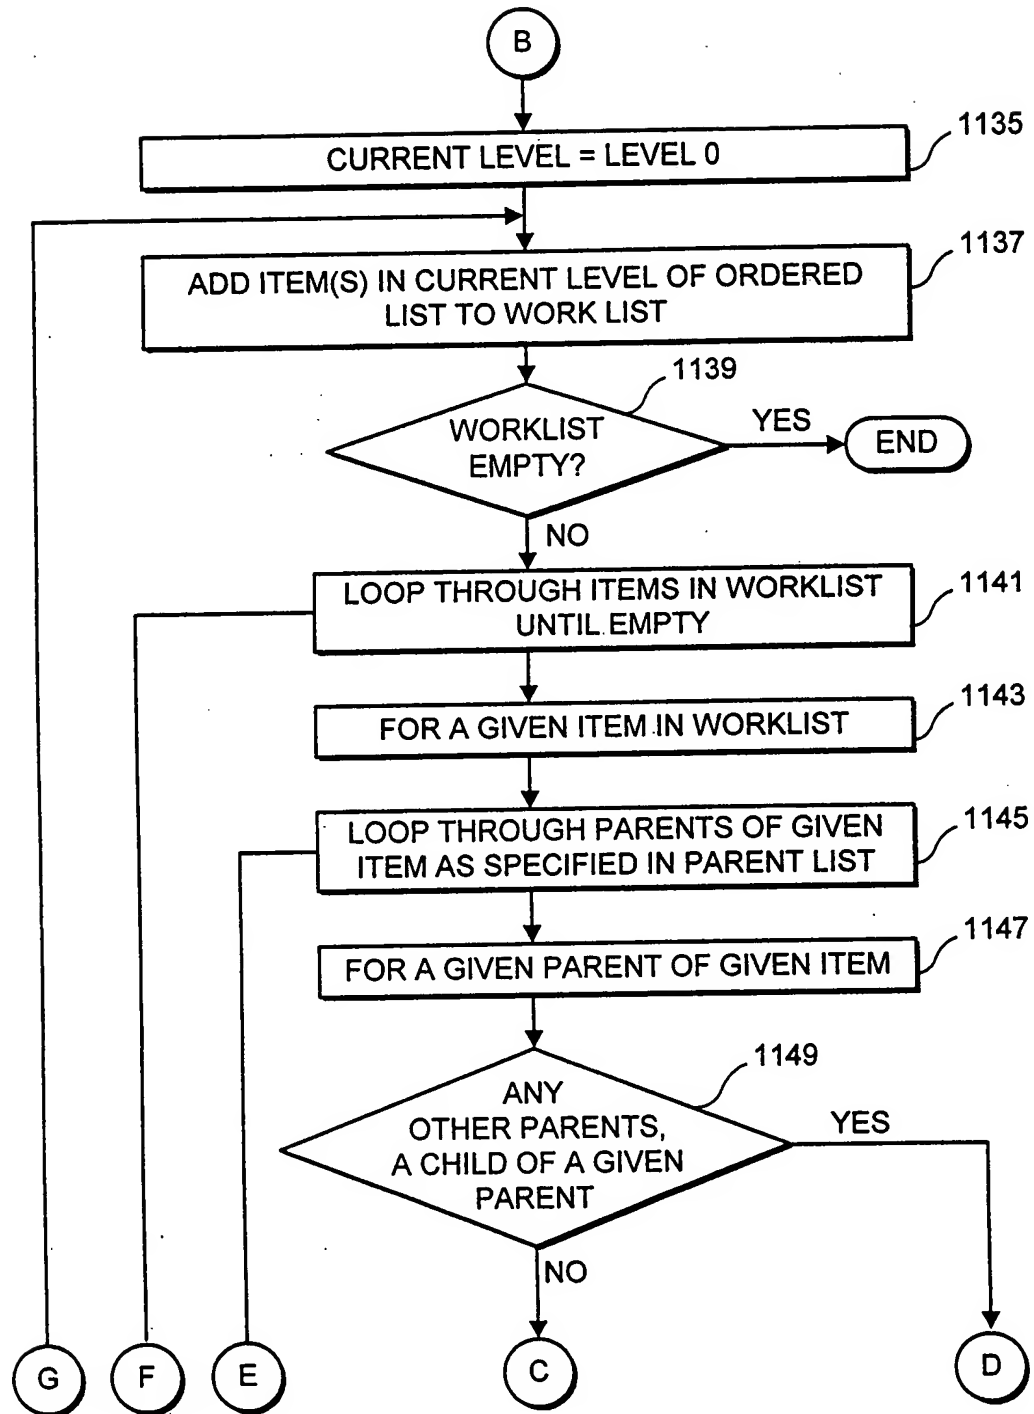 B
1135
CURRENT LEVEL = LEVEL 0
1137
ADD ITEM(S) IN CURRENT LEVEL OF ORDERED
LIST TO WORK LIST
1139
WORKLIST
EMPTY?
YES
END
NO
LOOP THROUGH ITEMS IN WORKLIST
UNTIL EMPTY
1141
FOR A GIVEN ITEM IN WORKLIST
1143
LOOP THROUGH PARENTS OF GIVEN
ITEM AS SPECIFIED IN PARENT LIST
1145
FOR A GIVEN PARENT OF GIVEN ITEM
1147
1149
ANY
OTHER PARENTS,
A CHILD OF A GIVEN
PARENT
YES
NO
G
F
E
C
D